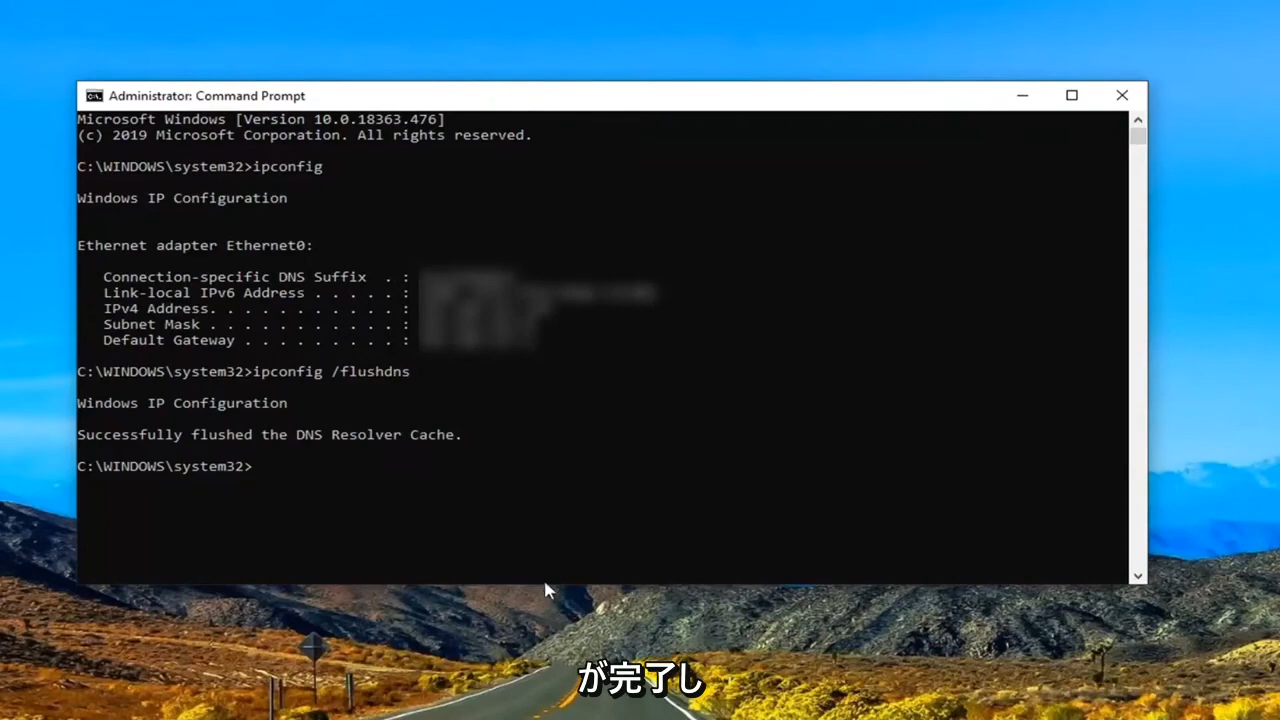 Administrator: Command Prompt
Microsoft Windows [Version 10.0.18363.476]
(c) 2019 Microsoft Corporation. All rights reserved.
C:\WINDOWS\system32>ipconfig
Windows IP Configuration
Ethernet adapter Ethernet0:
Connection-specific DNS Suffix . :
Link-local IPv6 Address . . . . . :
IPv4 Address. . . . . . . . . . . :
Subnet Mask . . . . . . . . . . . :
Default Gateway . . . . . . . . . :
C:\WINDOWS\system32>ipconfig /flushdns
Windows IP Configuration
Successfully flushed the DNS Resolver Cache.
C:\WINDOWS\system32>
が完了し